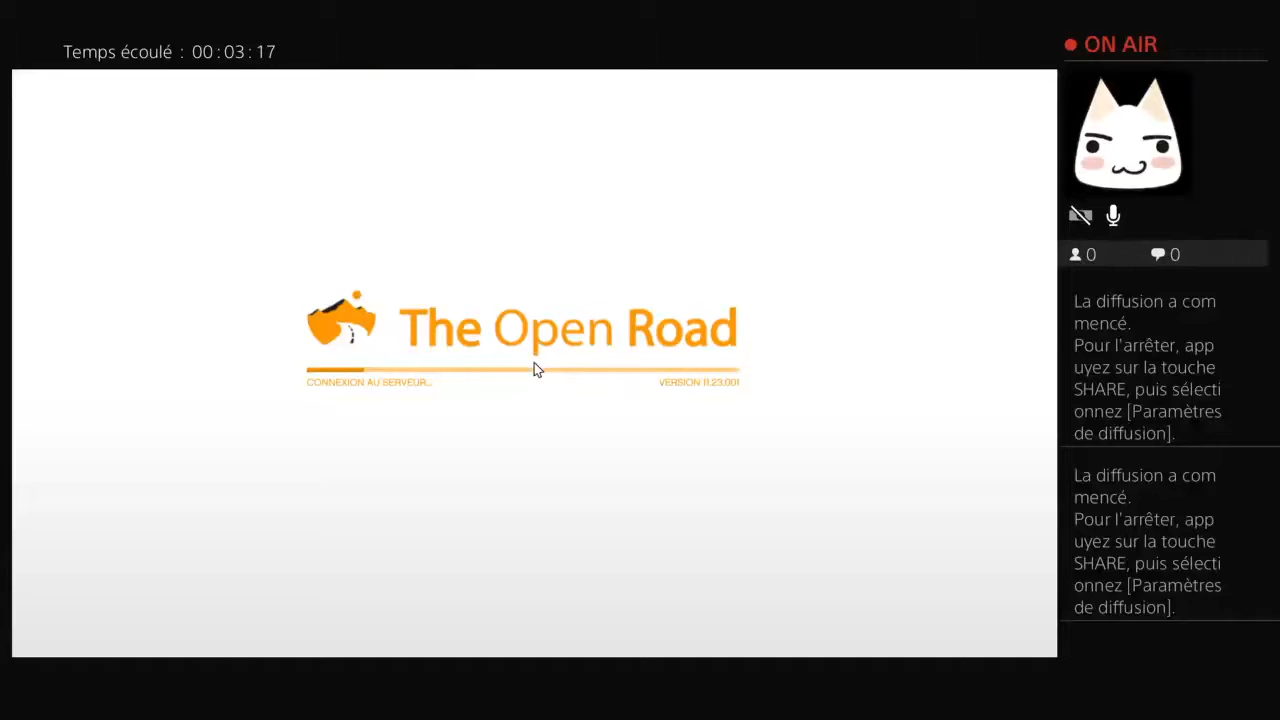 Temps écoulé : 00:03:17
ON AIR
0
0
The Open Road
CONNEXION AU SERVEUR...
VERSION 11.23.001
La diffusion a com
mencé.
Pour l'arrêter, app
uyez sur la touche
SHARE, puis sélecti
onnez [Paramètres
de diffusion].
La diffusion a com
mencé.
Pour l'arrêter, app
uyez sur la touche
SHARE, puis sélecti
onnez [Paramètres
de diffusion].